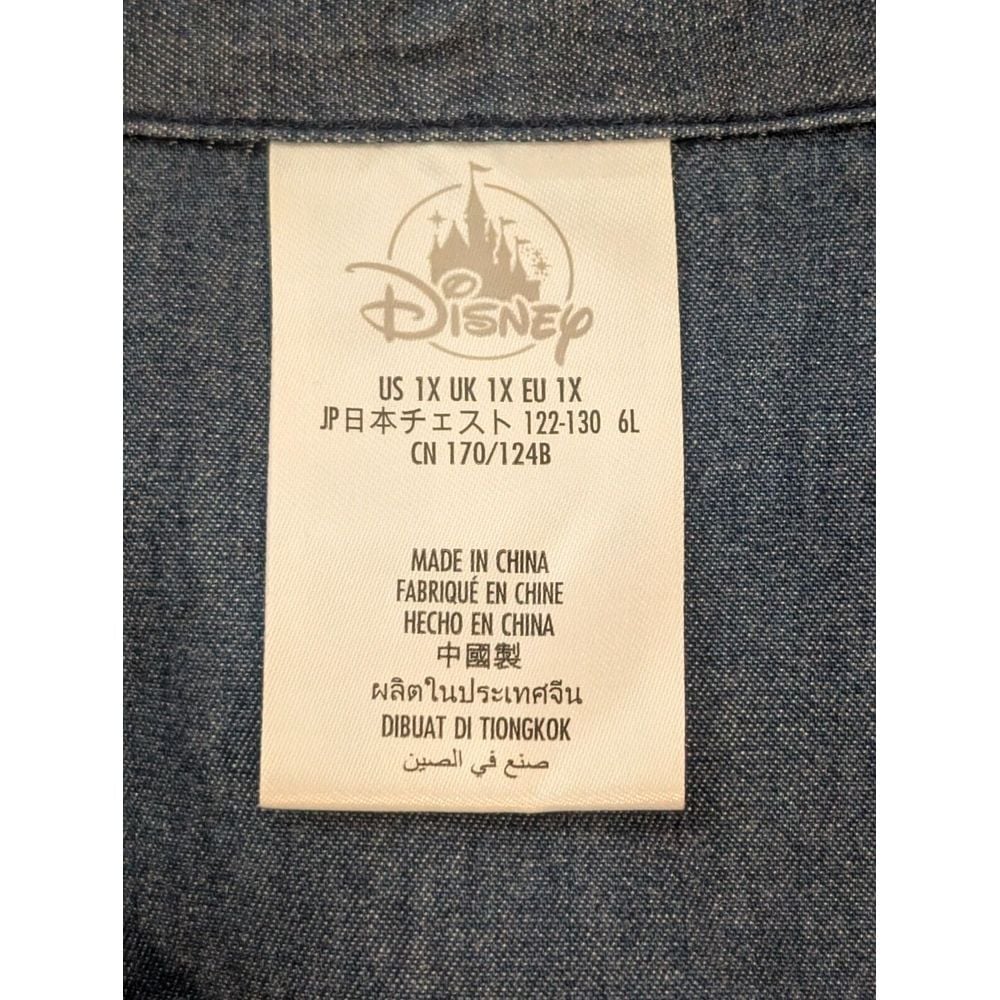 Disney
US 1X UK 1X EU 1X
JP日本チェスト 122-130 6L
CN 170/124B
MADE IN CHINA
FABRIQUÉ EN CHINE
HECHO EN CHINA
中國製
ผลิตในประเทศจีน
DIBUAT DI TIONGKOK
صنع في الصين